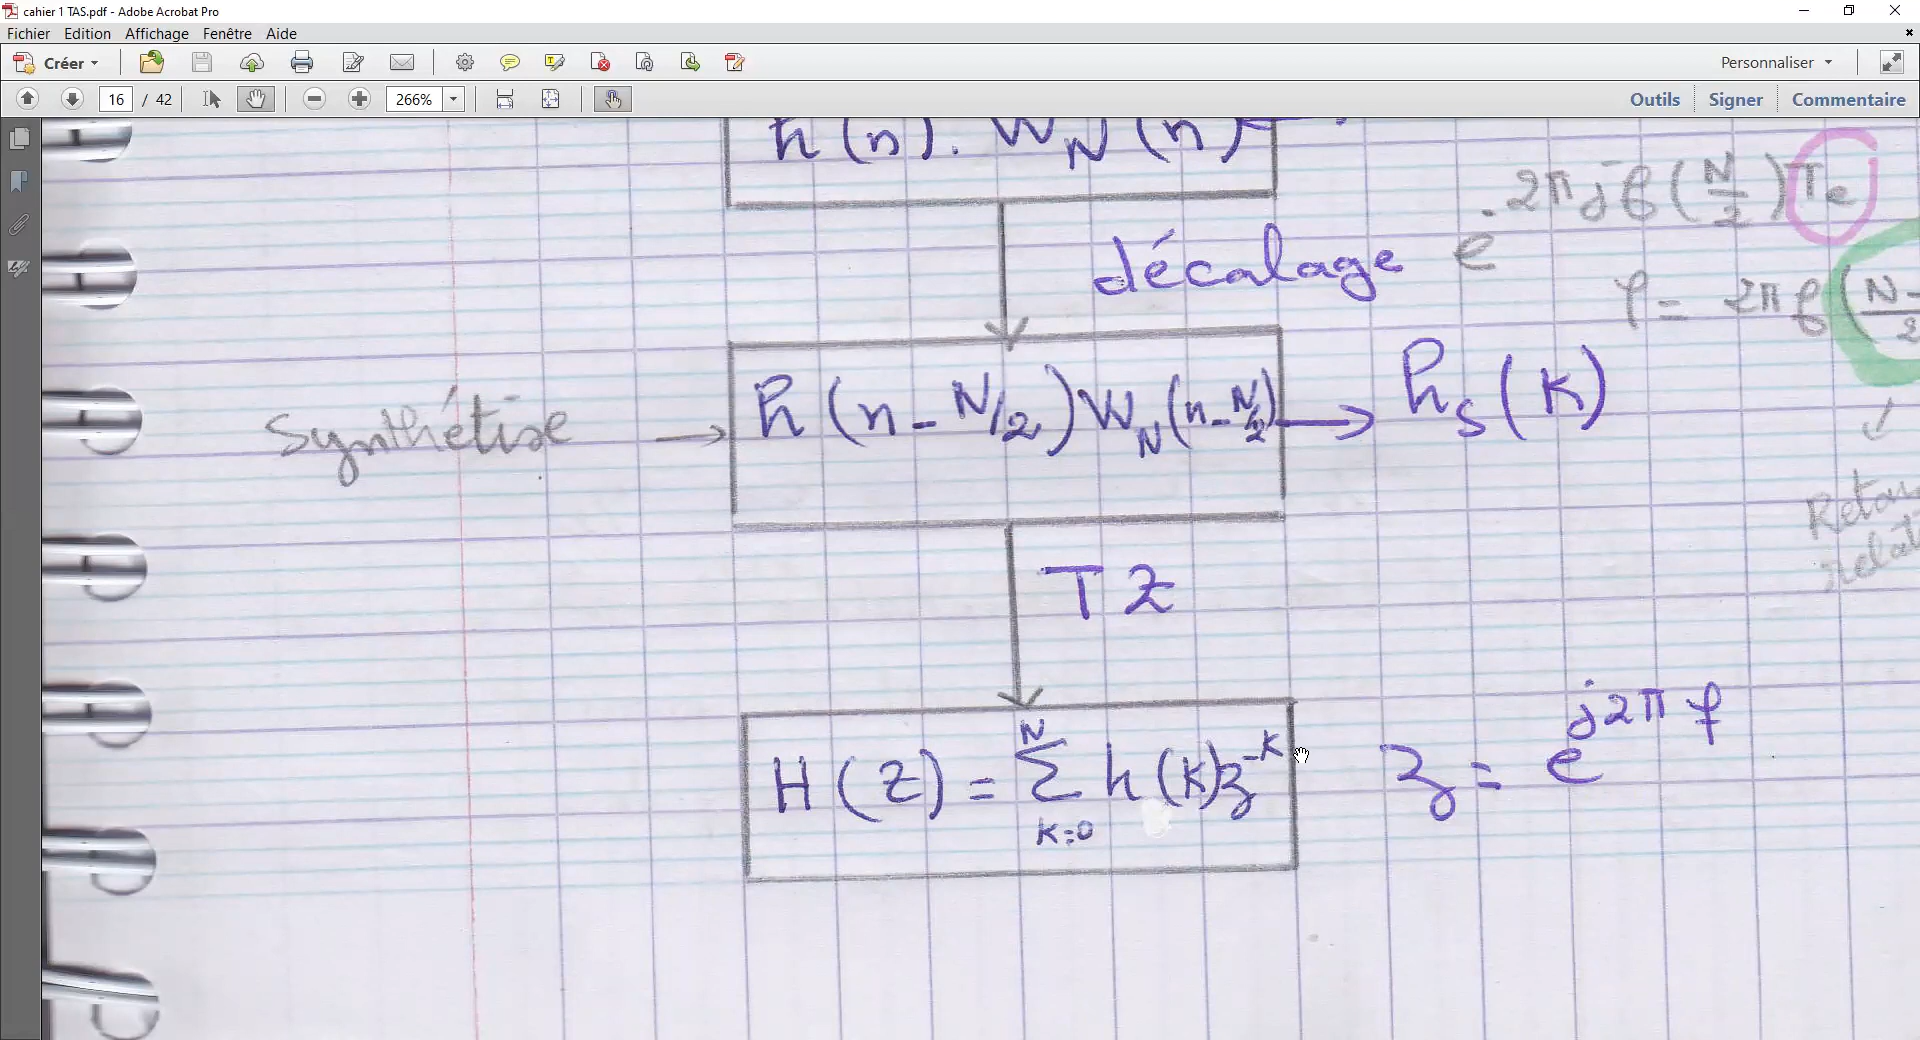 cahier 1 TAS.pdf - Adobe Acrobat Pro
Fichier Edition Affichage Fenêtre Aide
Créer Personnaliser
16 / 42 266% Outils Signer Commentaire
h(n). W_N(n)
décalage e^{2πjf(N/2)Te}
φ = 2πf(N
2
Synthétise → h(n - N/2) W_N(n - N/2) → h_s(k)
TZ
H(Z) = Σ_{k=0}^{N} h(k)z^{-k} z = e^{j2πf}